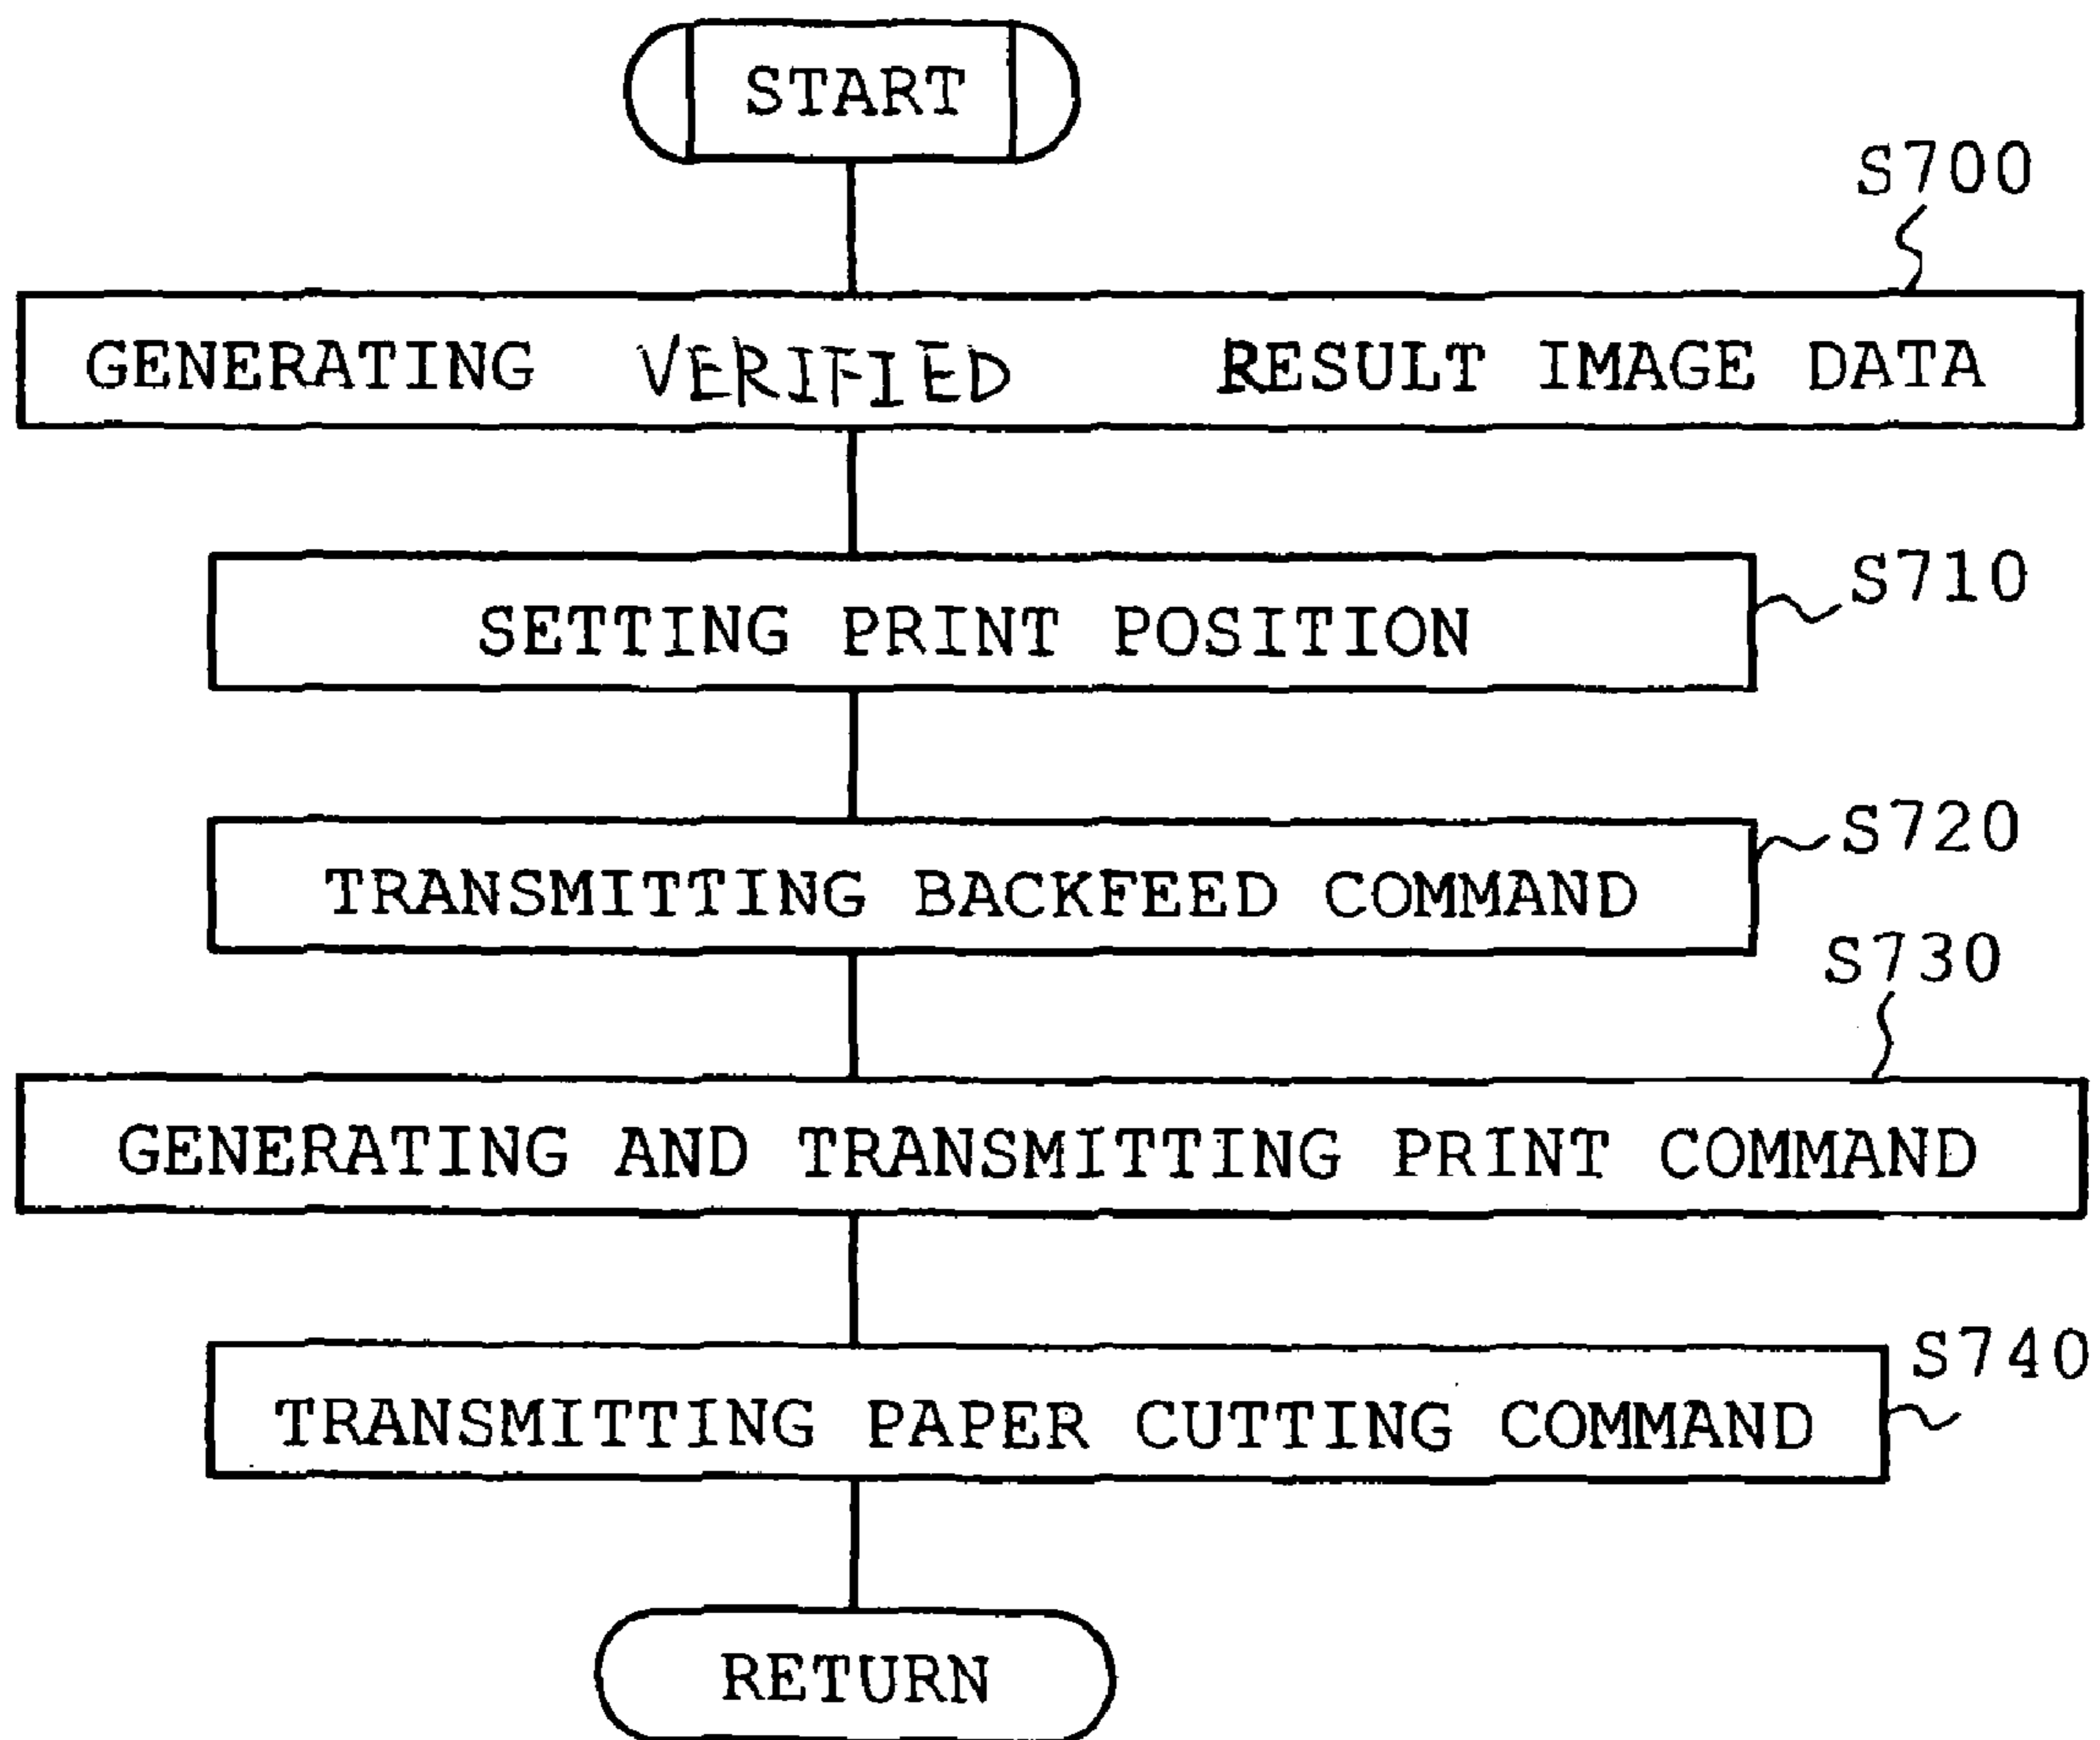 START
S700
GENERATING VERIFIED RESULT IMAGE DATA
S710
SETTING PRINT POSITION
S720
TRANSMITTING BACKFEED COMMAND
S730
GENERATING AND TRANSMITTING PRINT COMMAND
S740
TRANSMITTING PAPER CUTTING COMMAND
RETURN